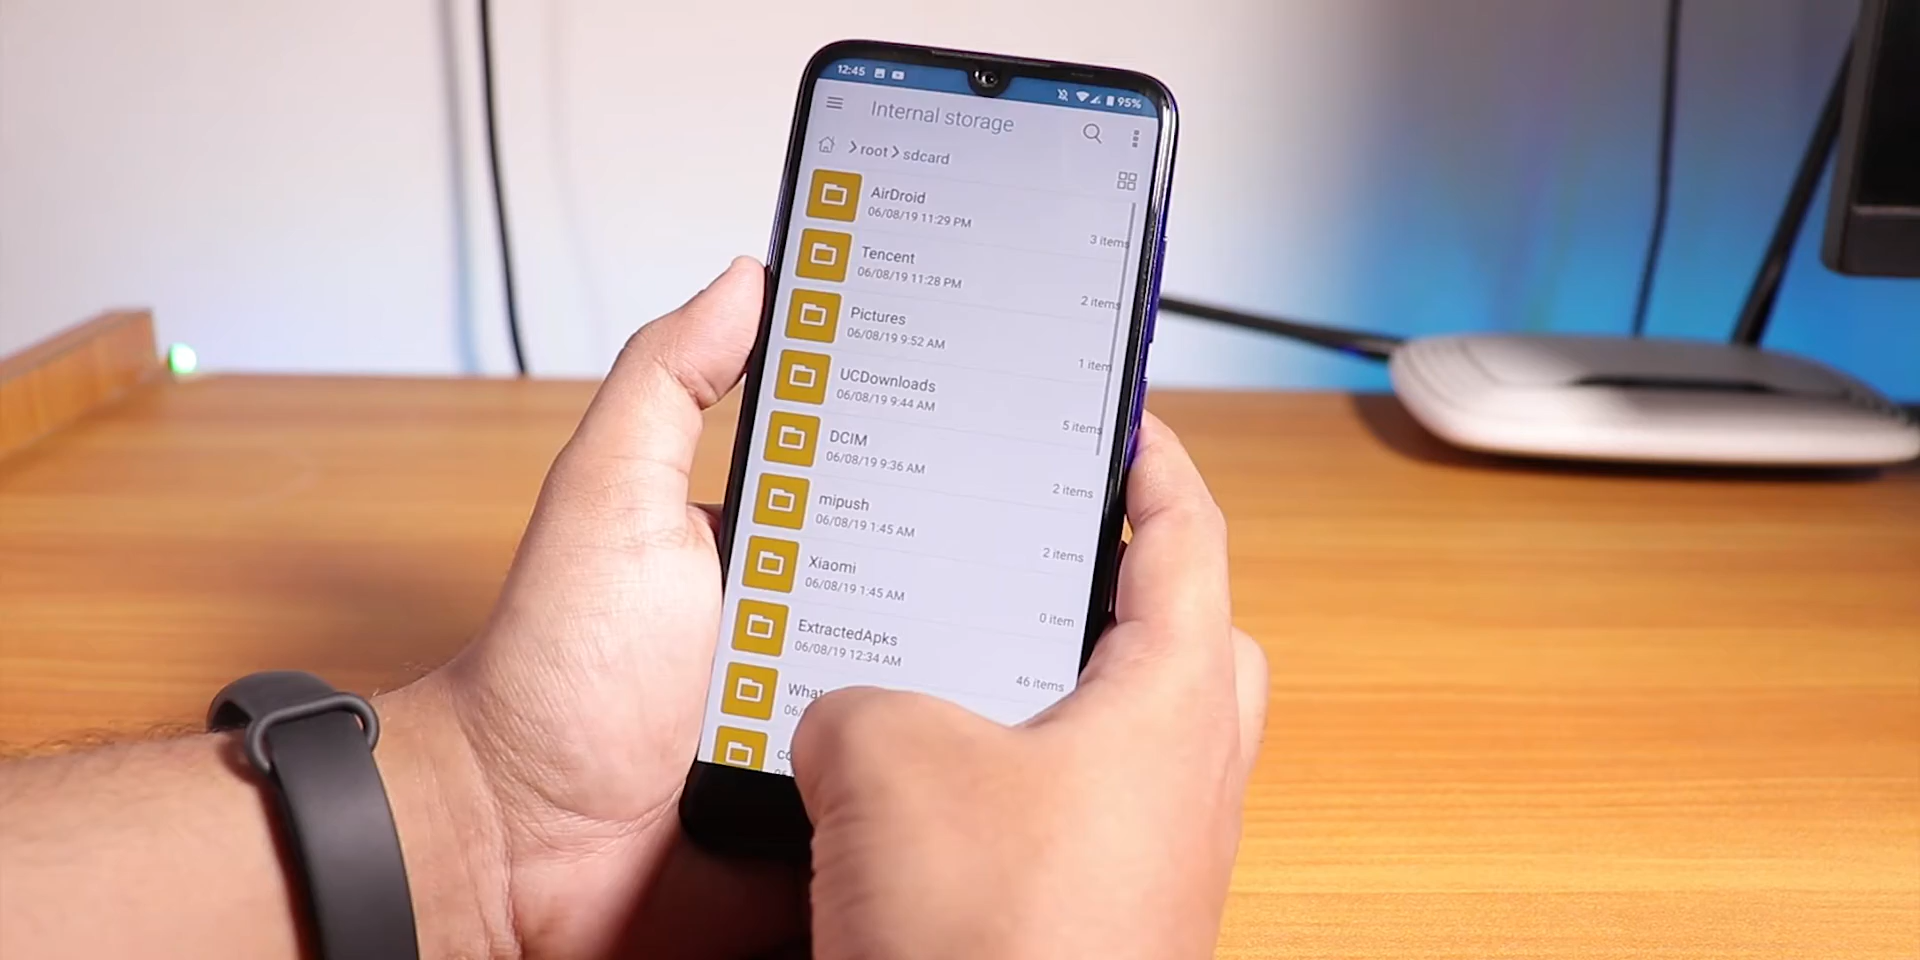 12:45
95%
Internal storage
root
sdcard
AirDroid
06/08/19 11:29 PM
3 items
Tencent
06/08/19 11:28 PM
2 items
Pictures
06/08/19 9:52 AM
1 item
UCDownloads
06/08/19 9:44 AM
5 items
DCIM
06/08/19 9:36 AM
2 items
mipush
06/08/19 1:45 AM
2 items
Xiaomi
06/08/19 1:45 AM
0 item
ExtractedApks
06/08/19 12:34 AM
46 items